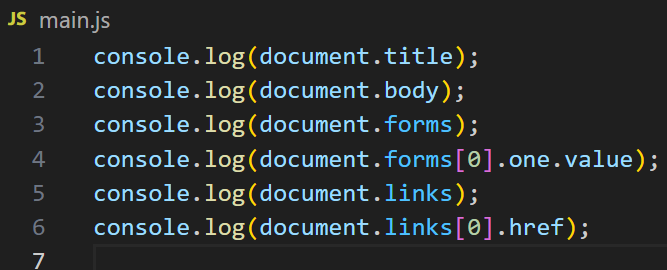 JS main.js
1 console.log(document.title);
2 console.log(document.body);
3 console.log(document.forms);
4 console.log(document.forms[0].one.value);
5 console.log(document.links);
6 console.log(document.links[0].href);
7